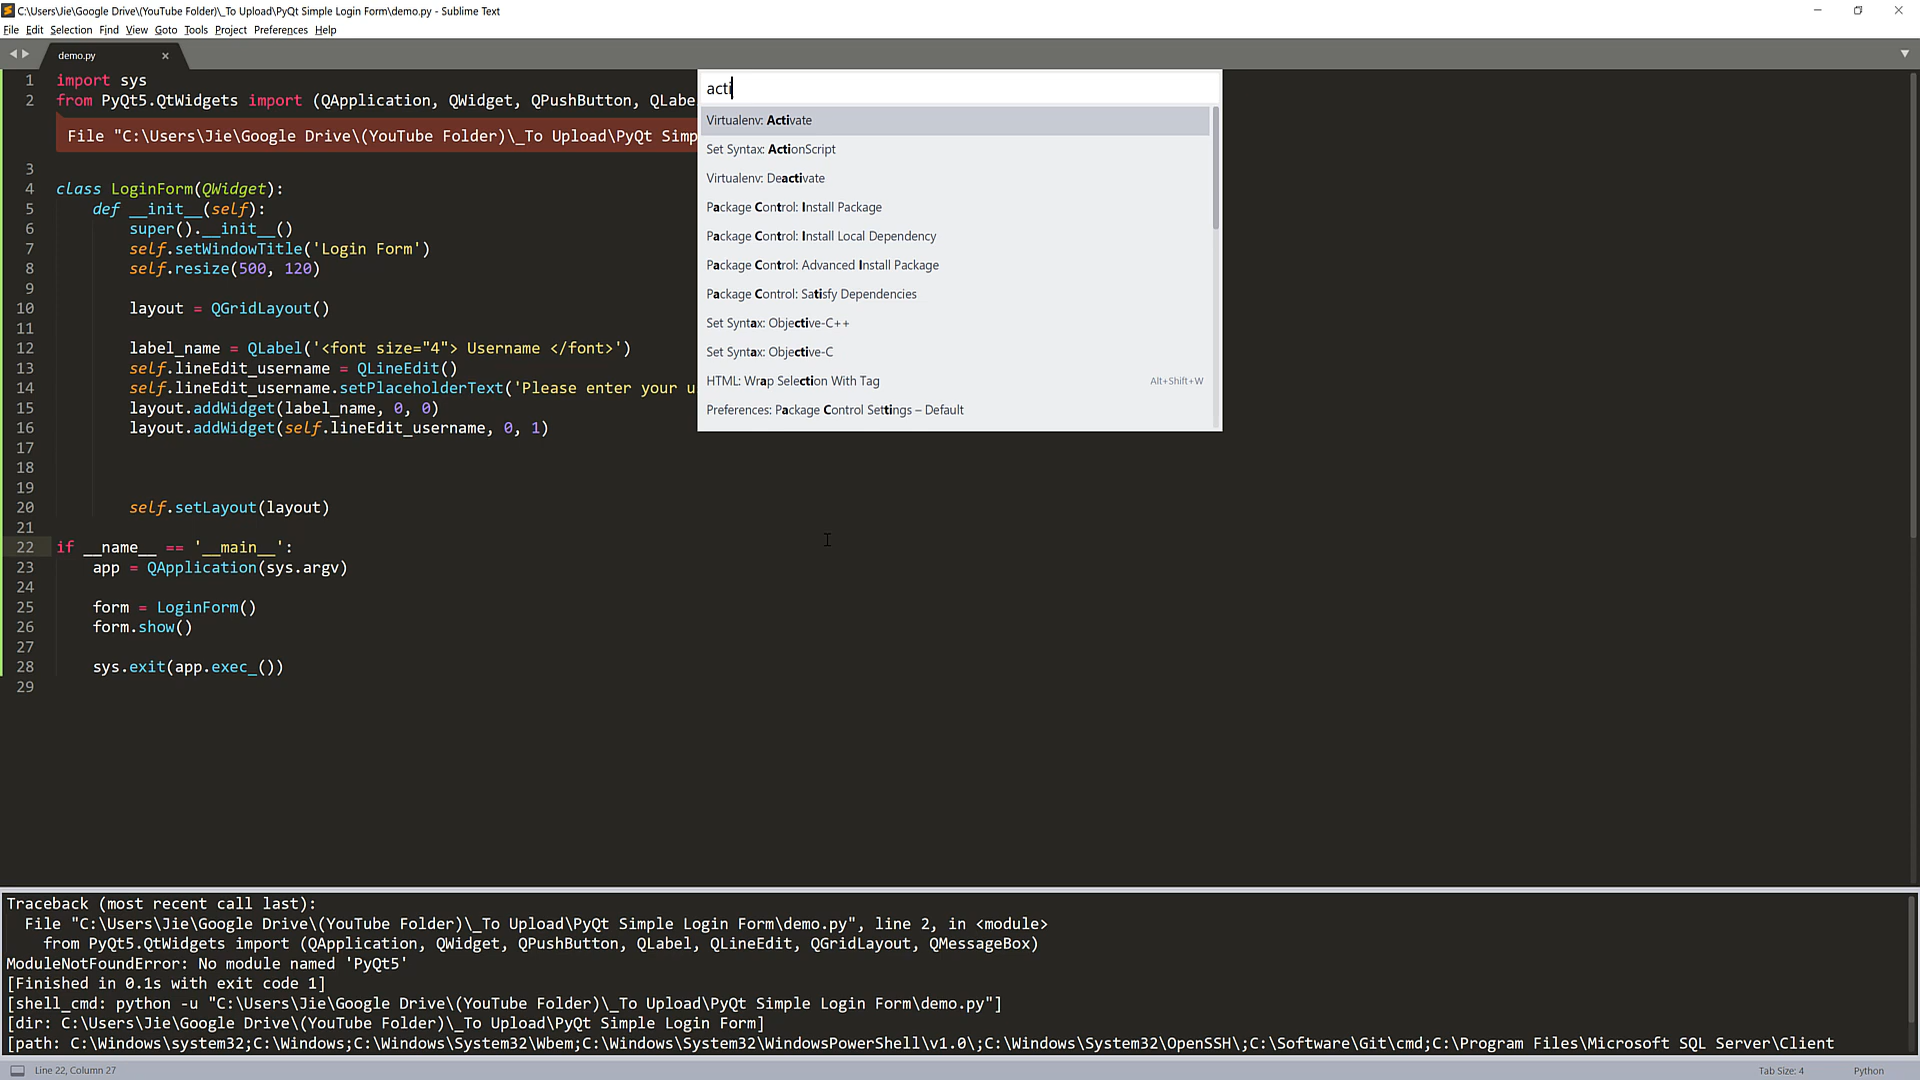 C:\Users\Jie\Google Drive\(YouTube Folder)\_To Upload\PyQt Simple Login Form\demo.py - Sublime Text
File Edit Selection Find View Goto Tools Project Preferences Help
demo.py
1 import sys
2 from PyQt5.QtWidgets import (QApplication, QWidget, QPushButton, QLabe
File "C:\Users\Jie\Google Drive\(YouTube Folder)\_To Upload\PyQt Simp
3
4 class LoginForm(QWidget):
5 def __init__(self):
6 super().__init__()
7 self.setWindowTitle('Login Form')
8 self.resize(500, 120)
9
10 layout = QGridLayout()
11
12 label_name = QLabel('<font size="4"> Username </font>')
13 self.lineEdit_username = QLineEdit()
14 self.lineEdit_username.setPlaceholderText('Please enter your u
15 layout.addWidget(label_name, 0, 0)
16 layout.addWidget(self.lineEdit_username, 0, 1)
17
18
19
20 self.setLayout(layout)
21
22 if __name__ == '__main__':
23 app = QApplication(sys.argv)
24
25 form = LoginForm()
26 form.show()
27
28 sys.exit(app.exec_())
29
acti
Virtualenv: Activate
Set Syntax: ActionScript
Virtualenv: Deactivate
Package Control: Install Package
Package Control: Install Local Dependency
Package Control: Advanced Install Package
Package Control: Satisfy Dependencies
Set Syntax: Objective-C++
Set Syntax: Objective-C
HTML: Wrap Selection With Tag Alt+Shift+W
Preferences: Package Control Settings – Default
Traceback (most recent call last):
File "C:\Users\Jie\Google Drive\(YouTube Folder)\_To Upload\PyQt Simple Login Form\demo.py", line 2, in <module>
from PyQt5.QtWidgets import (QApplication, QWidget, QPushButton, QLabel, QLineEdit, QGridLayout, QMessageBox)
ModuleNotFoundError: No module named 'PyQt5'
[Finished in 0.1s with exit code 1]
[shell_cmd: python -u "C:\Users\Jie\Google Drive\(YouTube Folder)\_To Upload\PyQt Simple Login Form\demo.py"]
[dir: C:\Users\Jie\Google Drive\(YouTube Folder)\_To Upload\PyQt Simple Login Form]
[path: C:\Windows\system32;C:\Windows;C:\Windows\System32\Wbem;C:\Windows\System32\WindowsPowerShell\v1.0\;C:\Windows\System32\OpenSSH\;C:\Software\Git\cmd;C:\Program Files\Microsoft SQL Server\Client
Line 22, Column 27 Tab Size: 4 Python